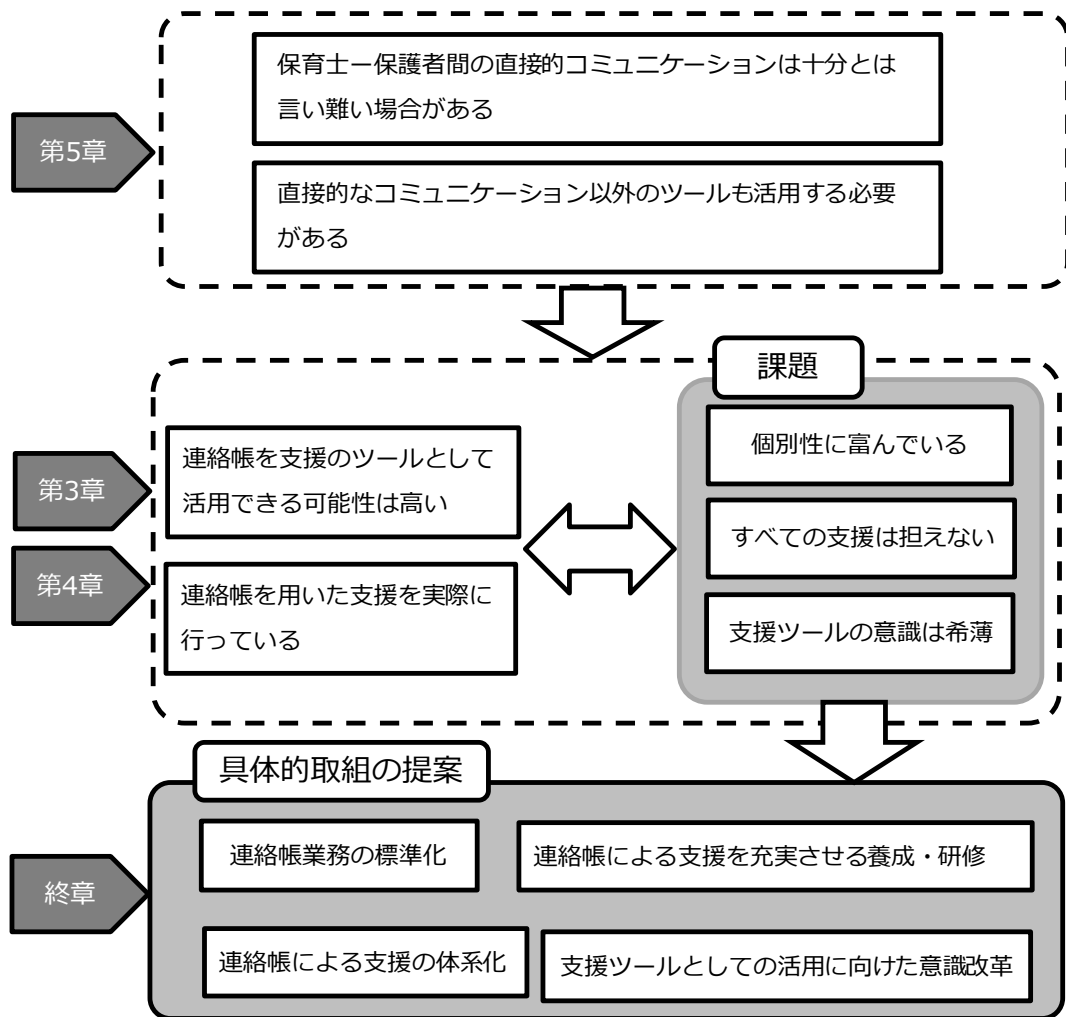 第5章
保育士ー保護者間の直接的コミュニケーションは十分とは
言い難い場合がある
直接的なコミュニケーション以外のツールも活用する必要
がある
第3章
第4章
連絡帳を支援のツールとして
活用できる可能性は高い
連絡帳を用いた支援を実際に
行っている
課題
個別性に富んでいる
すべての支援は担えない
支援ツールの意識は希薄
終章
具体的取組の提案
連絡帳業務の標準化
連絡帳による支援を充実させる養成・研修
連絡帳による支援の体系化
支援ツールとしての活用に向けた意識改革